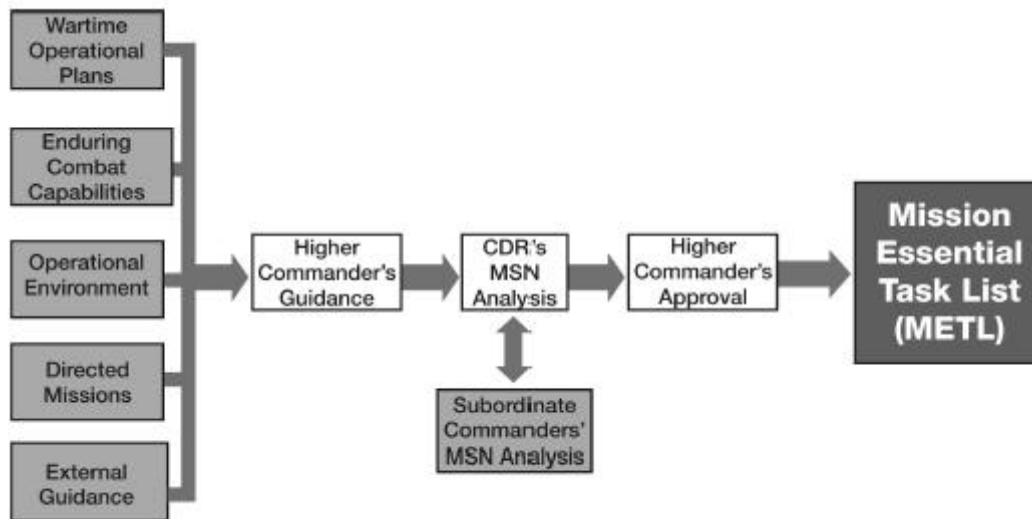 Wartime
Operational
Plans
Enduring
Combat
Capabilities
Operational
Environment
Directed
Missions
External
Guidance
Higher
Commander's
Guidance
CDR's
MSN
Analysis
Subordinate
Commanders'
MSN Analysis
Higher
Commander's
Approval
Mission
Essential
Task List
(METL)